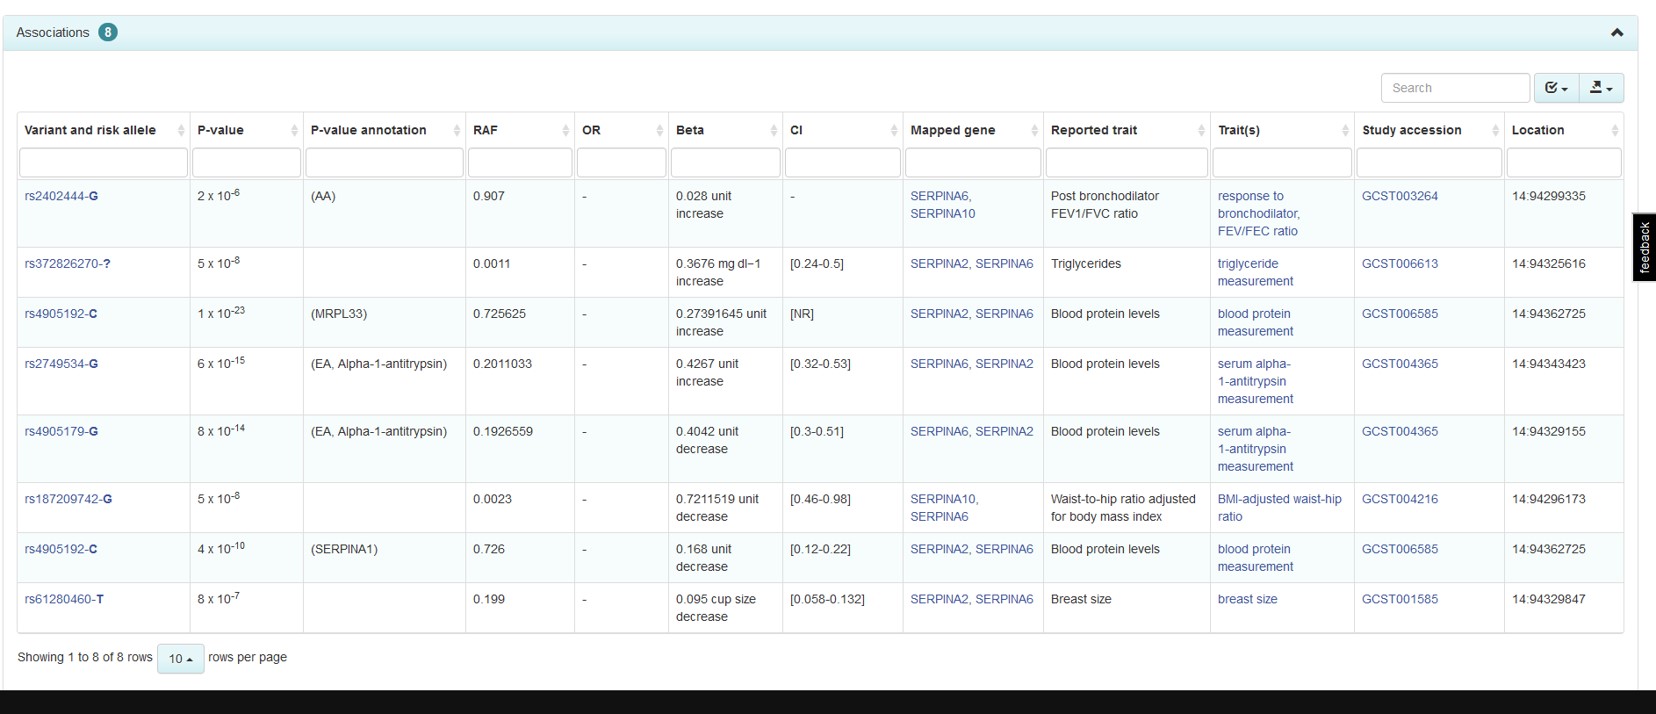 Associations 8
Search
Variant and risk allele P-value P-value annotation RAF OR Beta CI Mapped gene Reported trait Trait(s) Study accession Location
rs2402444-G 2 x 10-6 (AA) 0.907 - 0.028 unit - SERPINA6, Post bronchodilator response to GCST003264 14:94299335
increase SERPINA10 FEV1/FVC ratio bronchodilator,
FEV/FEC ratio
rs372826270-? 5 x 10-8 0.0011 - 0.3676 mg dl−1 [0.24-0.5] SERPINA2, SERPINA6 Triglycerides triglyceride GCST006613 14:94325616
increase measurement
rs4905192-C 1 x 10-23 (MRPL33) 0.725625 - 0.27391645 unit [NR] SERPINA2, SERPINA6 Blood protein levels blood protein GCST006585 14:94362725
increase measurement
rs2749534-G 6 x 10-15 (EA, Alpha-1-antitrypsin) 0.2011033 - 0.4267 unit [0.32-0.53] SERPINA6, SERPINA2 Blood protein levels serum alpha- GCST004365 14:94343423
increase 1-antitrypsin
measurement
rs4905179-G 8 x 10-14 (EA, Alpha-1-antitrypsin) 0.1926559 - 0.4042 unit [0.3-0.51] SERPINA6, SERPINA2 Blood protein levels serum alpha- GCST004365 14:94329155
decrease 1-antitrypsin
measurement
rs187209742-G 5 x 10-8 0.0023 - 0.7211519 unit [0.46-0.98] SERPINA10, Waist-to-hip ratio adjusted BMI-adjusted waist-hip GCST004216 14:94296173
decrease SERPINA6 for body mass index ratio
rs4905192-C 4 x 10-10 (SERPINA1) 0.726 - 0.168 unit [0.12-0.22] SERPINA2, SERPINA6 Blood protein levels blood protein GCST006585 14:94362725
decrease measurement
rs61280460-T 8 x 10-7 0.199 - 0.095 cup size [0.058-0.132] SERPINA2, SERPINA6 Breast size breast size GCST001585 14:94329847
decrease
Showing 1 to 8 of 8 rows 10 rows per page
feedback